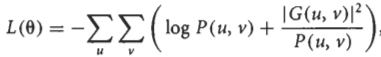 L(θ) = −∑_u ∑_v ( log P(u, v) + |G(u, v)|² / P(u, v) ),